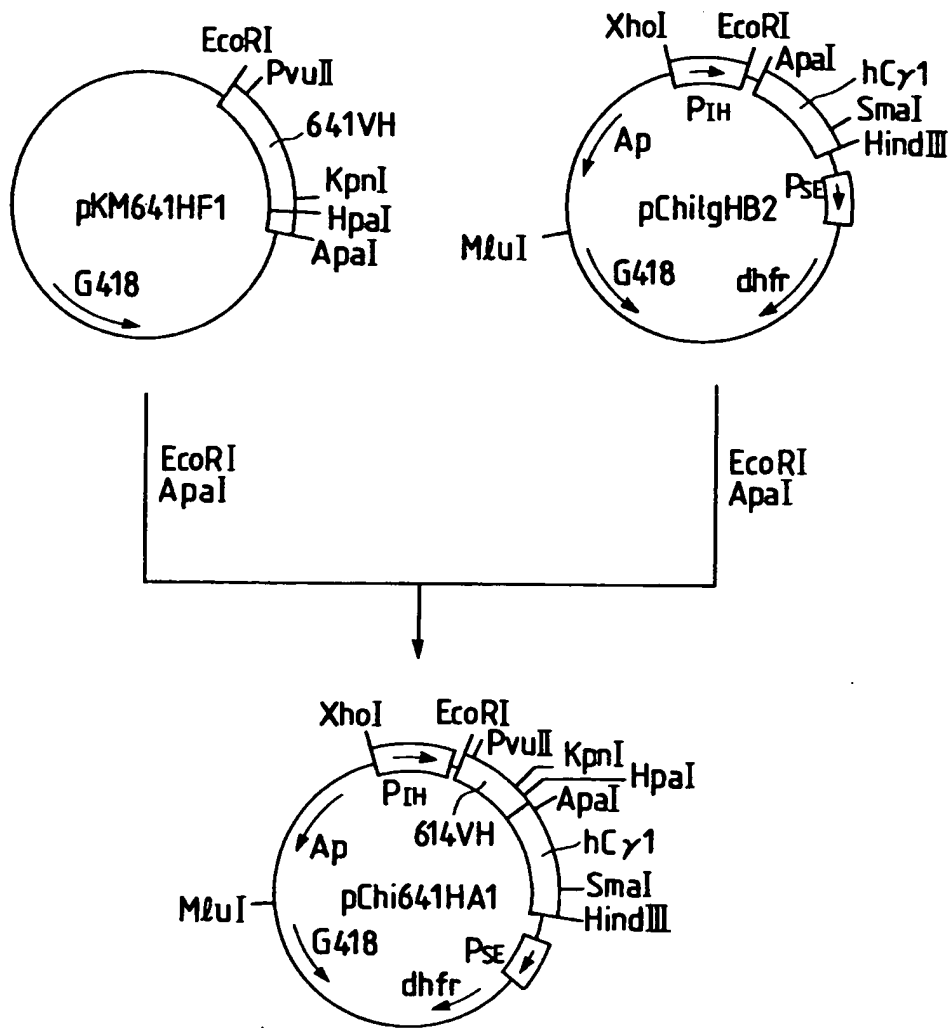 EcoRI
PvuII
641VH
KpnI
HpaI
ApaI
pKM641HF1
G418
XhoI
EcoRI
ApaI
hCγ1
SmaI
HindIII
PIH
Ap
PSE
pChiIgHB2
MluI
G418
dhfr
EcoRI
ApaI
EcoRI
ApaI
XhoI
EcoRI
PvuII
KpnI
HpaI
ApaI
PIH
614VH
hCγ1
Ap
SmaI
pChi641HA1
MluI
HindIII
G418
PSE
dhfr